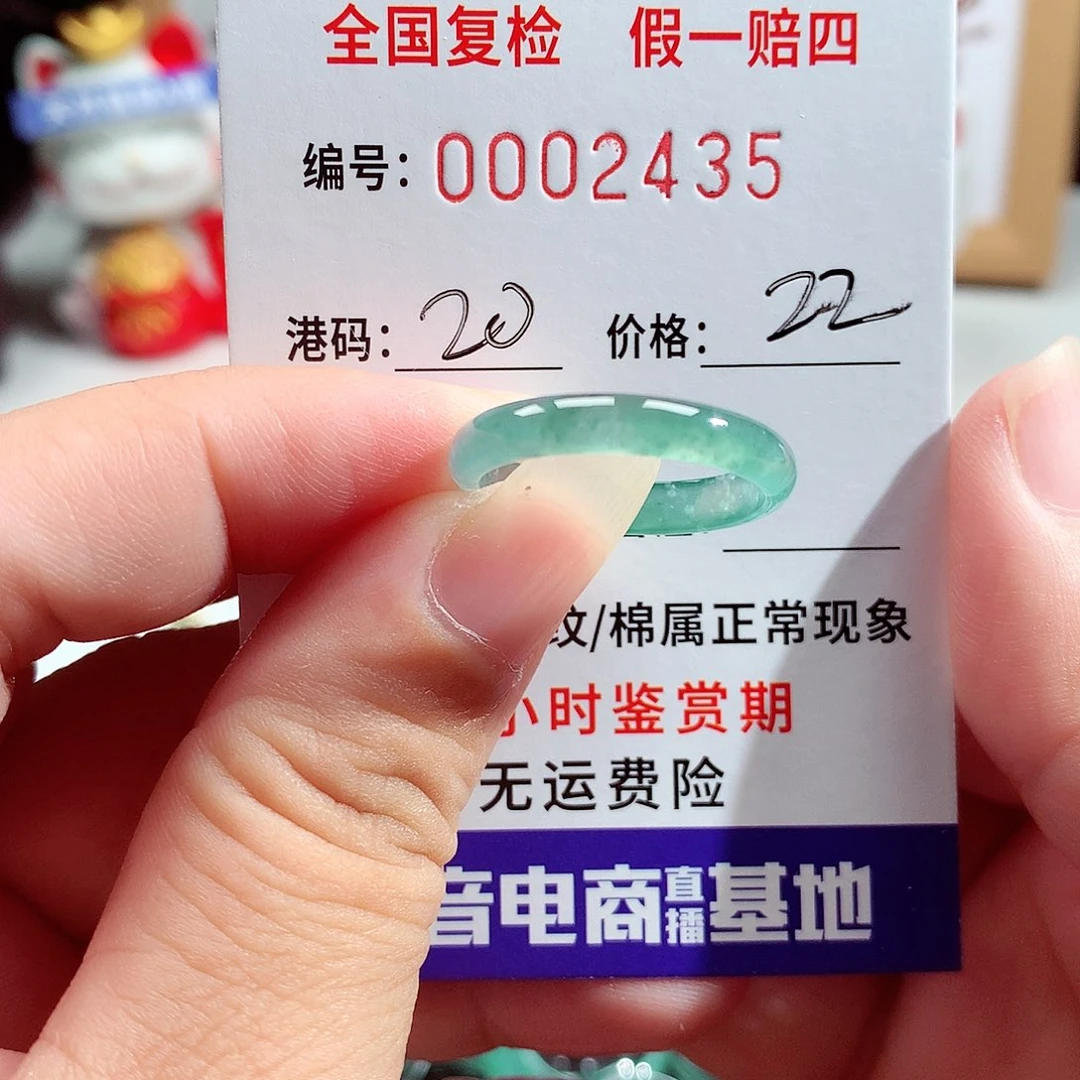 全国复检 假一赔四
编号：0002435
港码：20 价格：22
纹/棉属正常现象
小时鉴赏期
无运费险
音电商直播基地